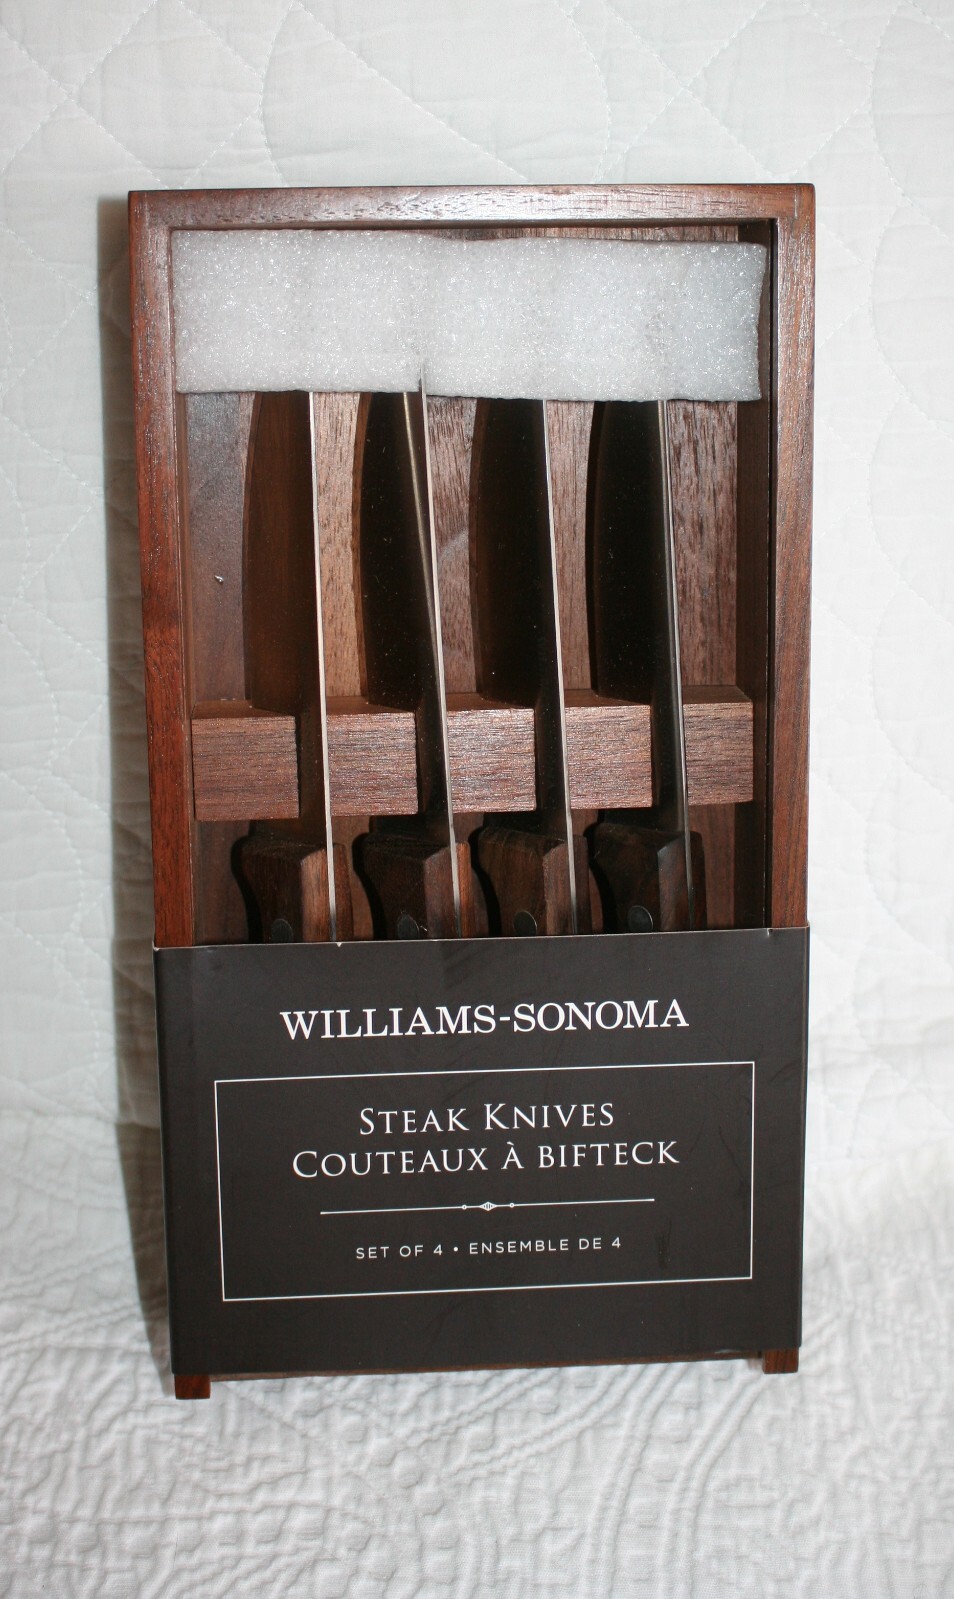 WILLIAMS-SONOMA
STEAK KNIVES
COUTEAUX À BIFTECK
SET OF 4 • ENSEMBLE DE 4